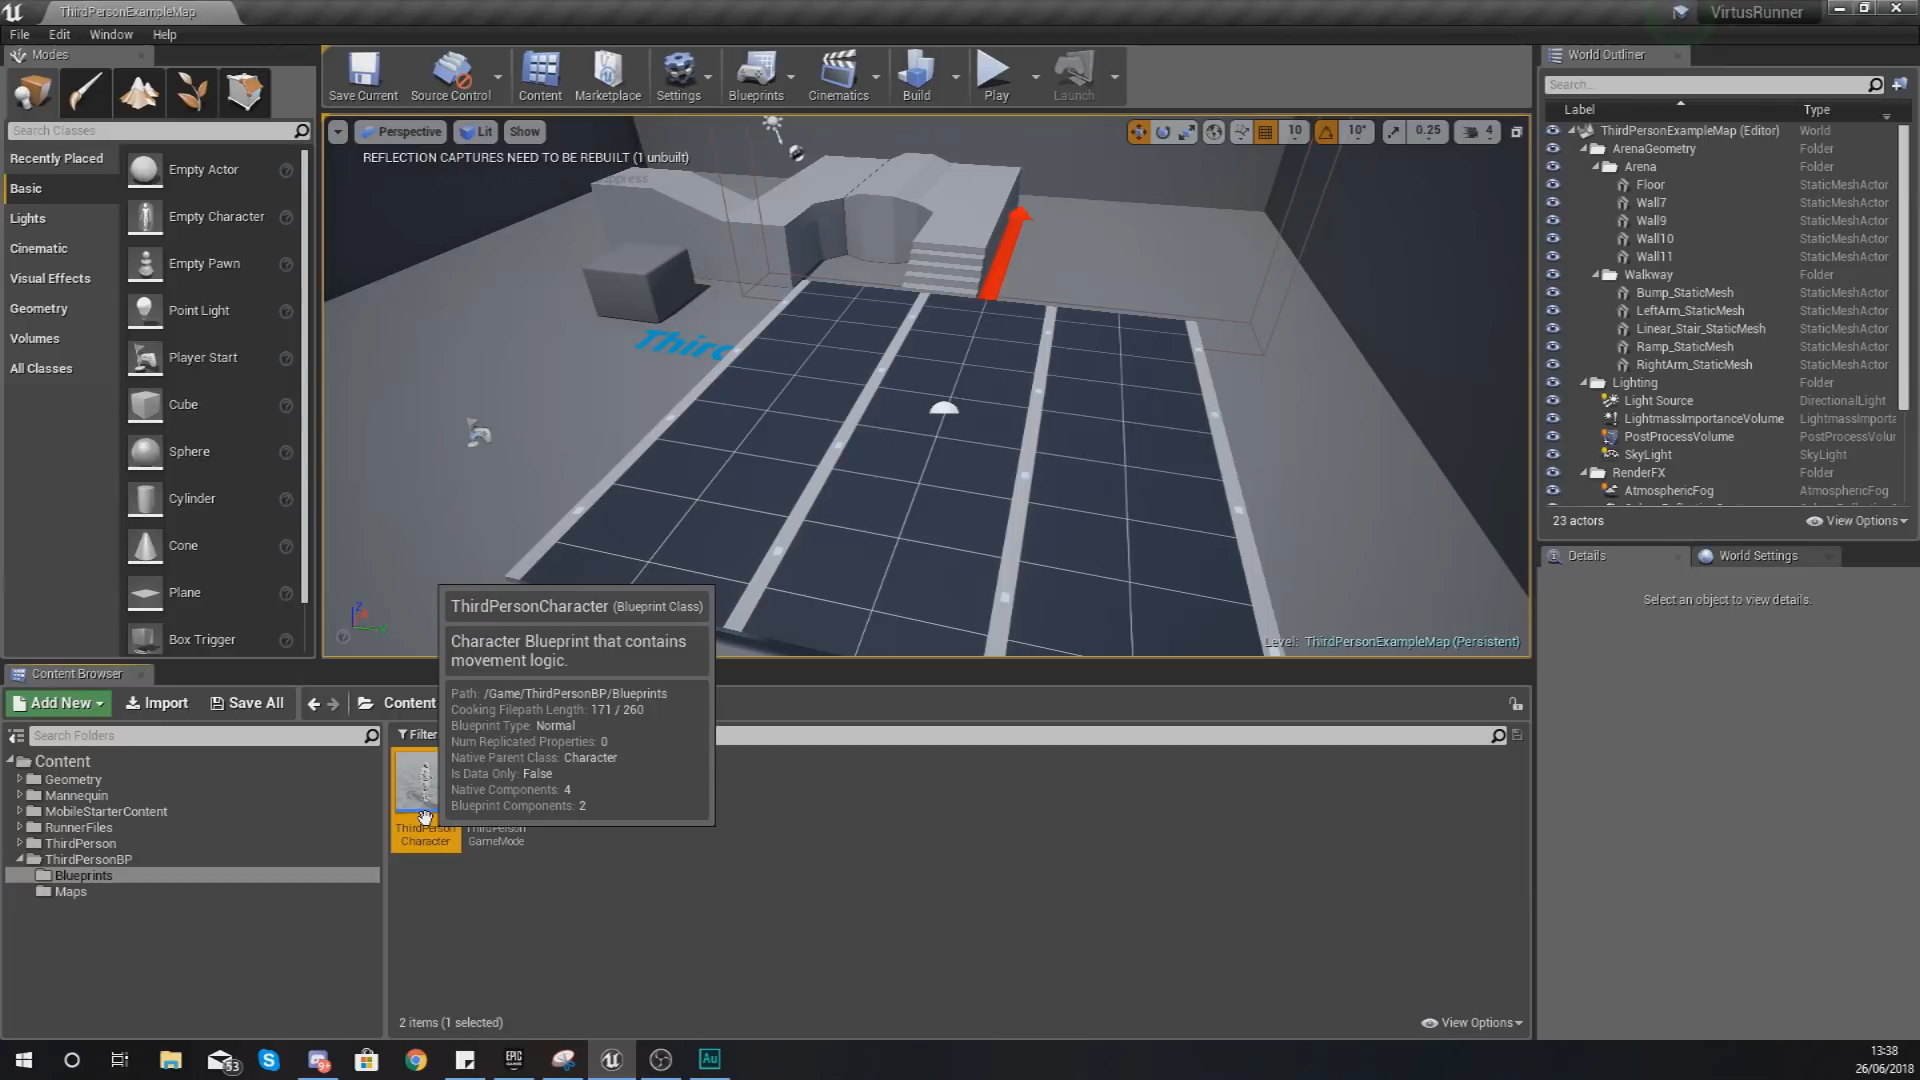 ThirdPersonExampleMap
VirtusRunner
File Edit Window Help
Modes
Search Classes
Recently Placed
Basic
Lights
Cinematic
Visual Effects
Geometry
Volumes
All Classes
Empty Actor
Empty Character
Empty Pawn
Point Light
Player Start
Cube
Sphere
Cylinder
Cone
Plane
Box Trigger
Save Current Source Control Content Marketplace Settings Blueprints Cinematics Build Play Launch
Perspective Lit Show
10 10° 0.25 4
REFLECTION CAPTURES NEED TO BE REBUILT (1 unbuilt)
Third
Level: ThirdPersonExampleMap (Persistent)
World Outliner
Search...
Label Type
ThirdPersonExampleMap (Editor) World
ArenaGeometry Folder
Arena Folder
Floor StaticMeshActor
Wall7 StaticMeshActor
Wall9 StaticMeshActor
Wall10 StaticMeshActor
Wall11 StaticMeshActor
Walkway Folder
Bump_StaticMesh StaticMeshActor
LeftArm_StaticMesh StaticMeshActor
Linear_Stair_StaticMesh StaticMeshActor
Ramp_StaticMesh StaticMeshActor
RightArm_StaticMesh StaticMeshActor
Lighting Folder
Light Source DirectionalLight
LightmassImportanceVolume LightmassImporta
PostProcessVolume PostProcessVolur
SkyLight SkyLight
RenderFX Folder
AtmosphericFog AtmosphericFog
23 actors View Options
Details World Settings
Select an object to view details.
Content Browser
Add New Import Save All Content
Search Folders
Content
Geometry
Mannequin
MobileStarterContent
RunnerFiles
ThirdPerson
ThirdPersonBP
Blueprints
Maps
Filter
ThirdPersonCharacter (Blueprint Class)
Character Blueprint that contains
movement logic.
Path: /Game/ThirdPersonBP/Blueprints
Cooking Filepath Length: 171 / 260
Blueprint Type: Normal
Num Replicated Properties: 0
Native Parent Class: Character
Is Data Only: False
Native Components: 4
Blueprint Components: 2
ThirdPerson
Character
ThirdPerson
GameMode
2 items (1 selected) View Options
53
9+
EPIC
Au
13:38
26/06/2018